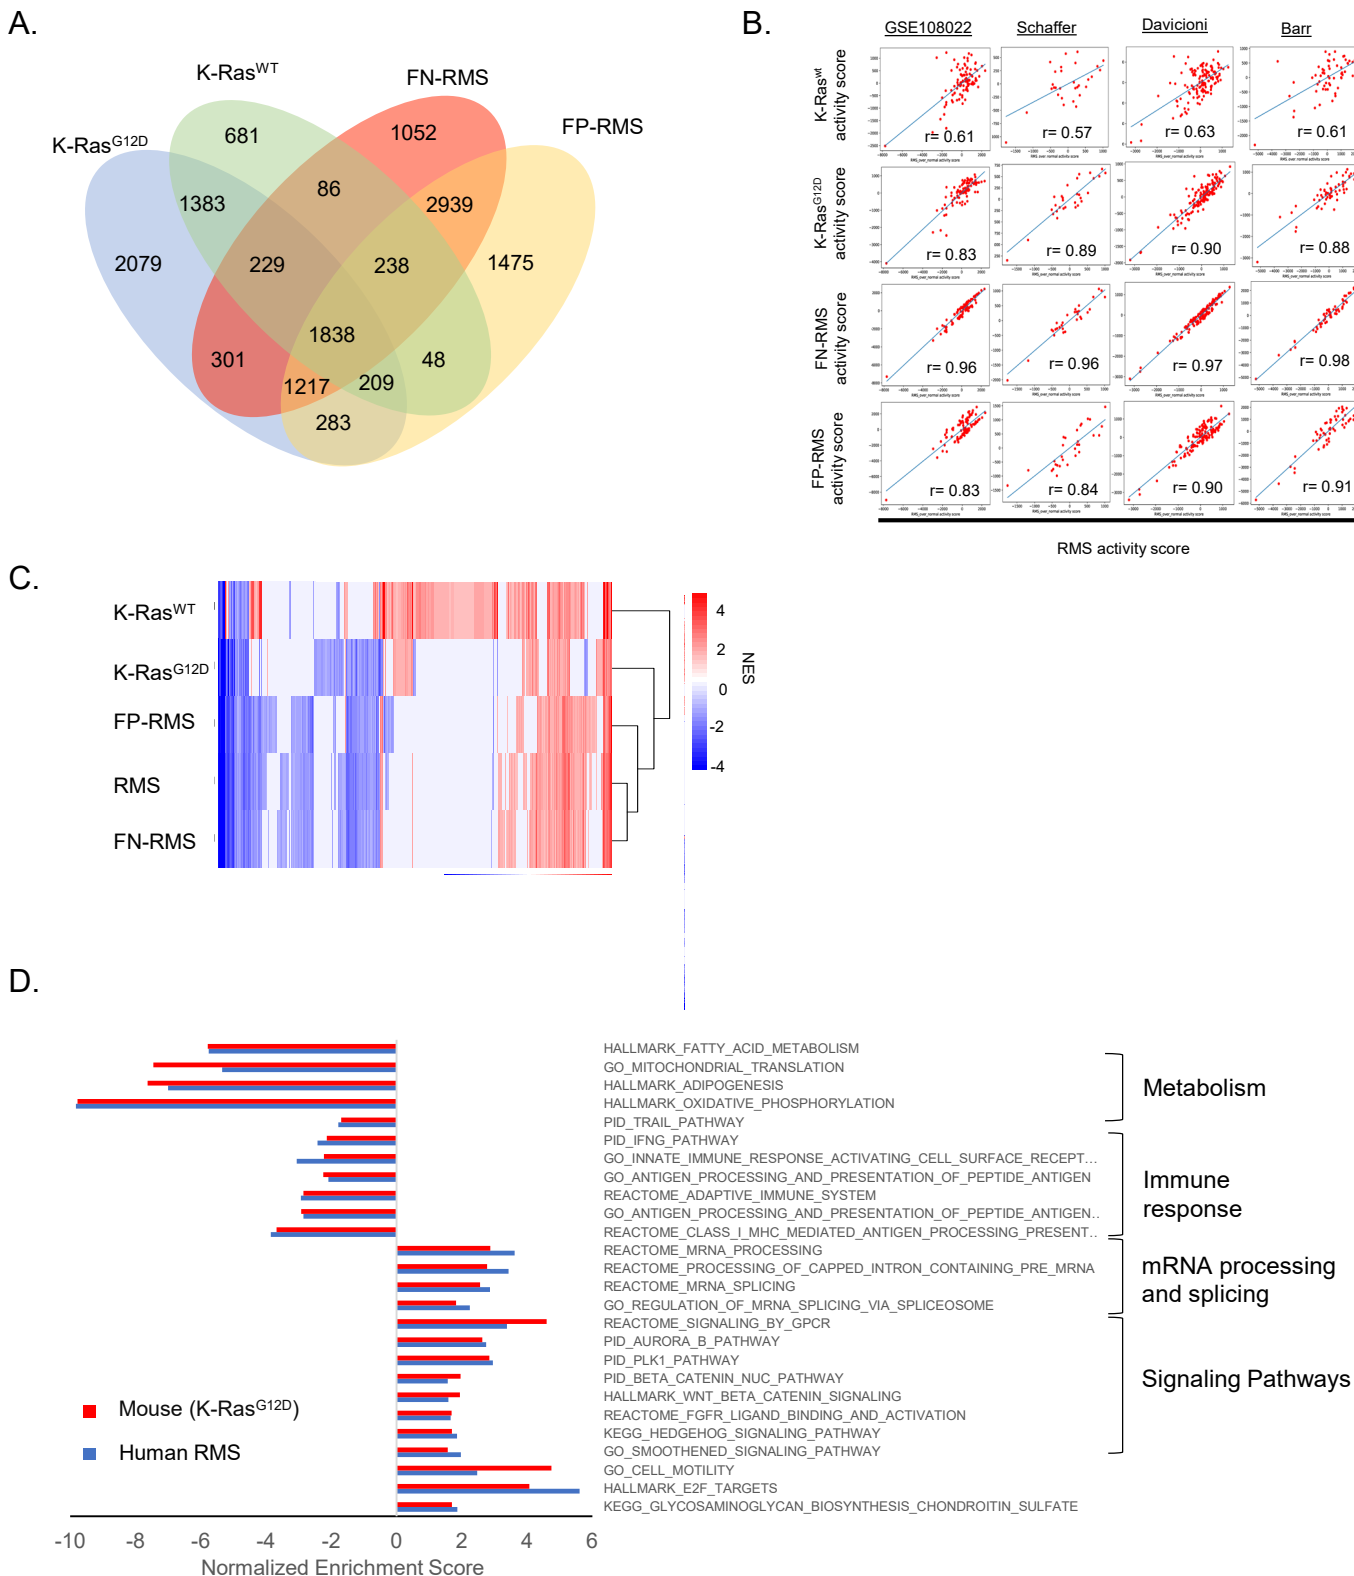 A.
K-Ras^WT
FN-RMS
FP-RMS
K-Ras^G12D
681
1052
86
1383
2939
2079
229
238
1475
1838
301
48
1217
209
283
B.
GSE108022
Schaffer
Davicioni
Barr
K-Ras^wt
activity score
r= 0.61
r= 0.57
r= 0.63
r= 0.61
K-Ras^G12D
activity score
r= 0.83
r= 0.89
r= 0.90
r= 0.88
FN-RMS
activity score
r= 0.96
r= 0.96
r= 0.97
r= 0.98
FP-RMS
activity score
r= 0.83
r= 0.84
r= 0.90
r= 0.91
RMS activity score
C.
K-Ras^WT
K-Ras^G12D
FP-RMS
RMS
FN-RMS
4
2
0
-2
-4
NES
D.
HALLMARK_FATTY_ACID_METABOLISM
GO_MITOCHONDRIAL_TRANSLATION
HALLMARK_ADIPOGENESIS
HALLMARK_OXIDATIVE_PHOSPHORYLATION
PID_TRAIL_PATHWAY
PID_IFNG_PATHWAY
GO_INNATE_IMMUNE_RESPONSE_ACTIVATING_CELL_SURFACE_RECEPT...
GO_ANTIGEN_PROCESSING_AND_PRESENTATION_OF_PEPTIDE_ANTIGEN
REACTOME_ADAPTIVE_IMMUNE_SYSTEM
GO_ANTIGEN_PROCESSING_AND_PRESENTATION_OF_PEPTIDE_ANTIGEN..
REACTOME_CLASS_I_MHC_MEDIATED_ANTIGEN_PROCESSING_PRESENT..
REACTOME_MRNA_PROCESSING
REACTOME_PROCESSING_OF_CAPPED_INTRON_CONTAINING_PRE_MRNA
REACTOME_MRNA_SPLICING
GO_REGULATION_OF_MRNA_SPLICING_VIA_SPLICEOSOME
REACTOME_SIGNALING_BY_GPCR
PID_AURORA_B_PATHWAY
PID_PLK1_PATHWAY
PID_BETA_CATENIN_NUC_PATHWAY
HALLMARK_WNT_BETA_CATENIN_SIGNALING
REACTOME_FGFR_LIGAND_BINDING_AND_ACTIVATION
KEGG_HEDGEHOG_SIGNALING_PATHWAY
GO_SMOOTHENED_SIGNALING_PATHWAY
GO_CELL_MOTILITY
HALLMARK_E2F_TARGETS
KEGG_GLYCOSAMINOGLYCAN_BIOSYNTHESIS_CHONDROITIN_SULFATE
Metabolism
Immune
response
mRNA processing
and splicing
Signaling Pathways
Mouse (K-Ras^G12D)
Human RMS
-10 -8 -6 -4 -2 0 2 4 6
Normalized Enrichment Score